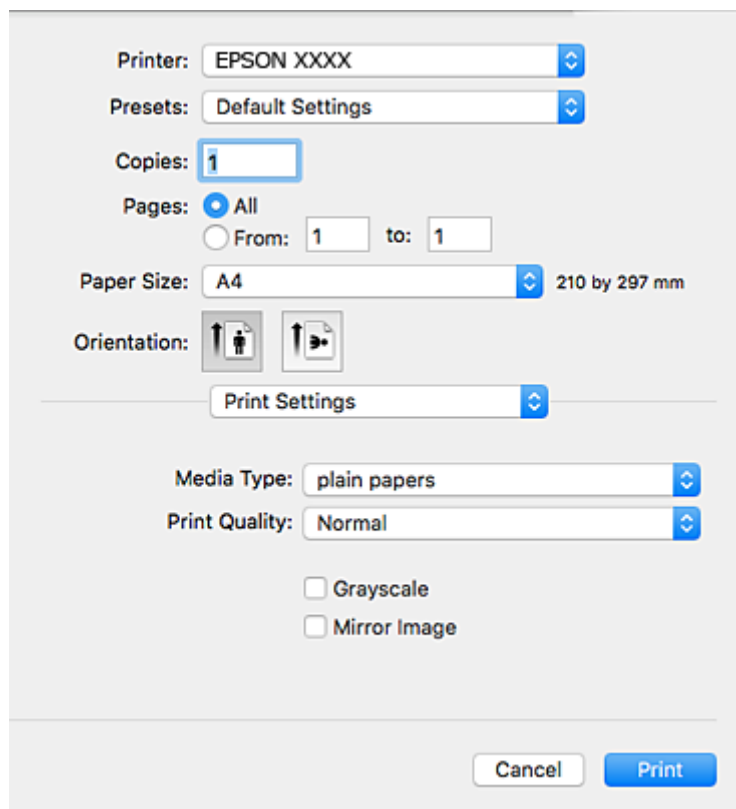 Printer: EPSON XXXX
Presets: Default Settings
Copies: 1
Pages: All
From: 1 to: 1
Paper Size: A4 210 by 297 mm
Orientation:
Print Settings
Media Type: plain papers
Print Quality: Normal
Grayscale
Mirror Image
Cancel Print